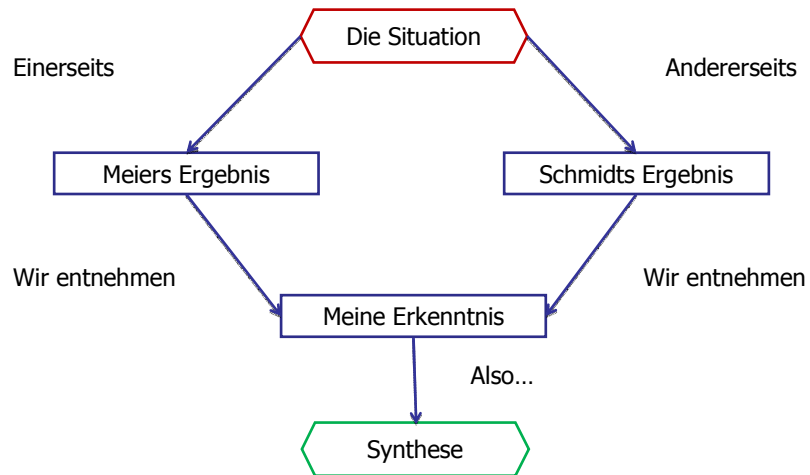 Die Situation
Einerseits
Andererseits
Meiers Ergebnis
Schmidts Ergebnis
Wir entnehmen
Wir entnehmen
Meine Erkenntnis
Also…
Synthese